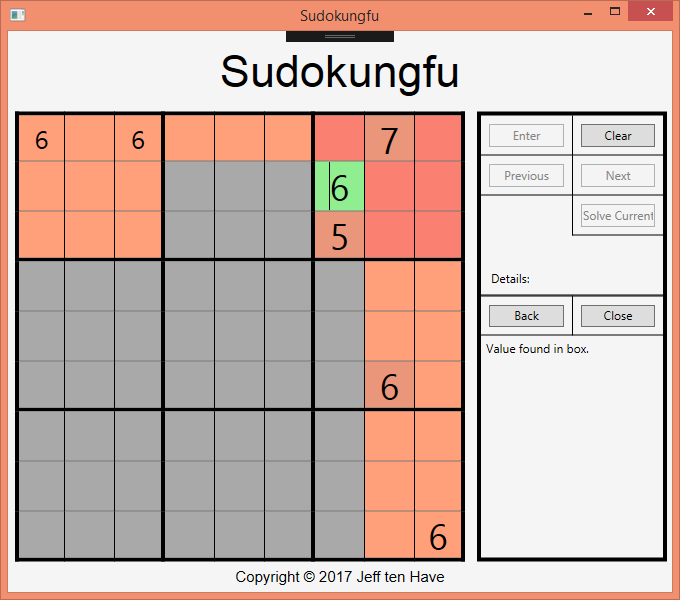 Sudokungfu
Sudokungfu
6 6 7
6
5
6
6
Enter Clear
Previous Next
Solve Current
Details:
Back Close
Value found in box.
Copyright © 2017 Jeff ten Have